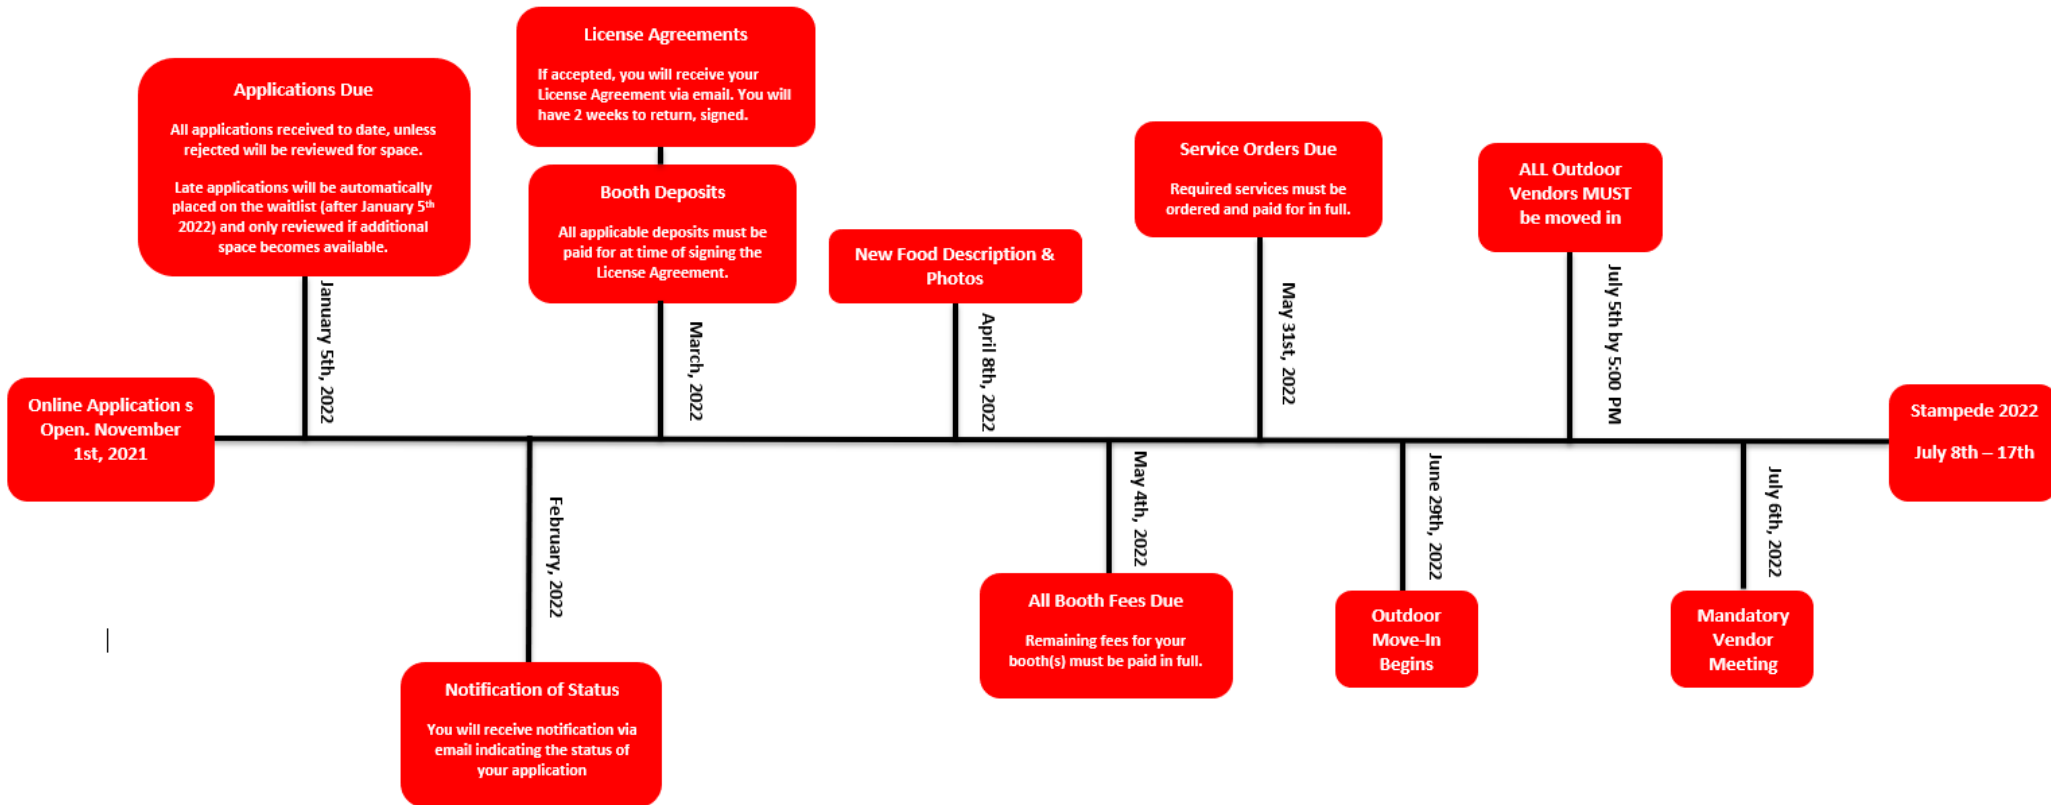 Online Application s
Open. November
1st, 2021
Applications Due
All applications received to date, unless
rejected will be reviewed for space.
Late applications will be automatically
placed on the waitlist (after January 5th
2022) and only reviewed if additional
space becomes available.
January 5th, 2022
February, 2022
Notification of Status
You will receive notification via
email indicating the status of
your application
License Agreements
If accepted, you will receive your
License Agreement via email. You will
have 2 weeks to return, signed.
Booth Deposits
All applicable deposits must be
paid for at time of signing the
License Agreement.
March, 2022
New Food Description &
Photos
April 8th, 2022
May 4th, 2022
All Booth Fees Due
Remaining fees for your
booth(s) must be paid in full.
Service Orders Due
Required services must be
ordered and paid for in full.
May 31st, 2022
June 29th, 2022
Outdoor
Move-In
Begins
ALL Outdoor
Vendors MUST
be moved in
July 5th by 5:00 PM
July 6th, 2022
Mandatory
Vendor
Meeting
Stampede 2022
July 8th – 17th